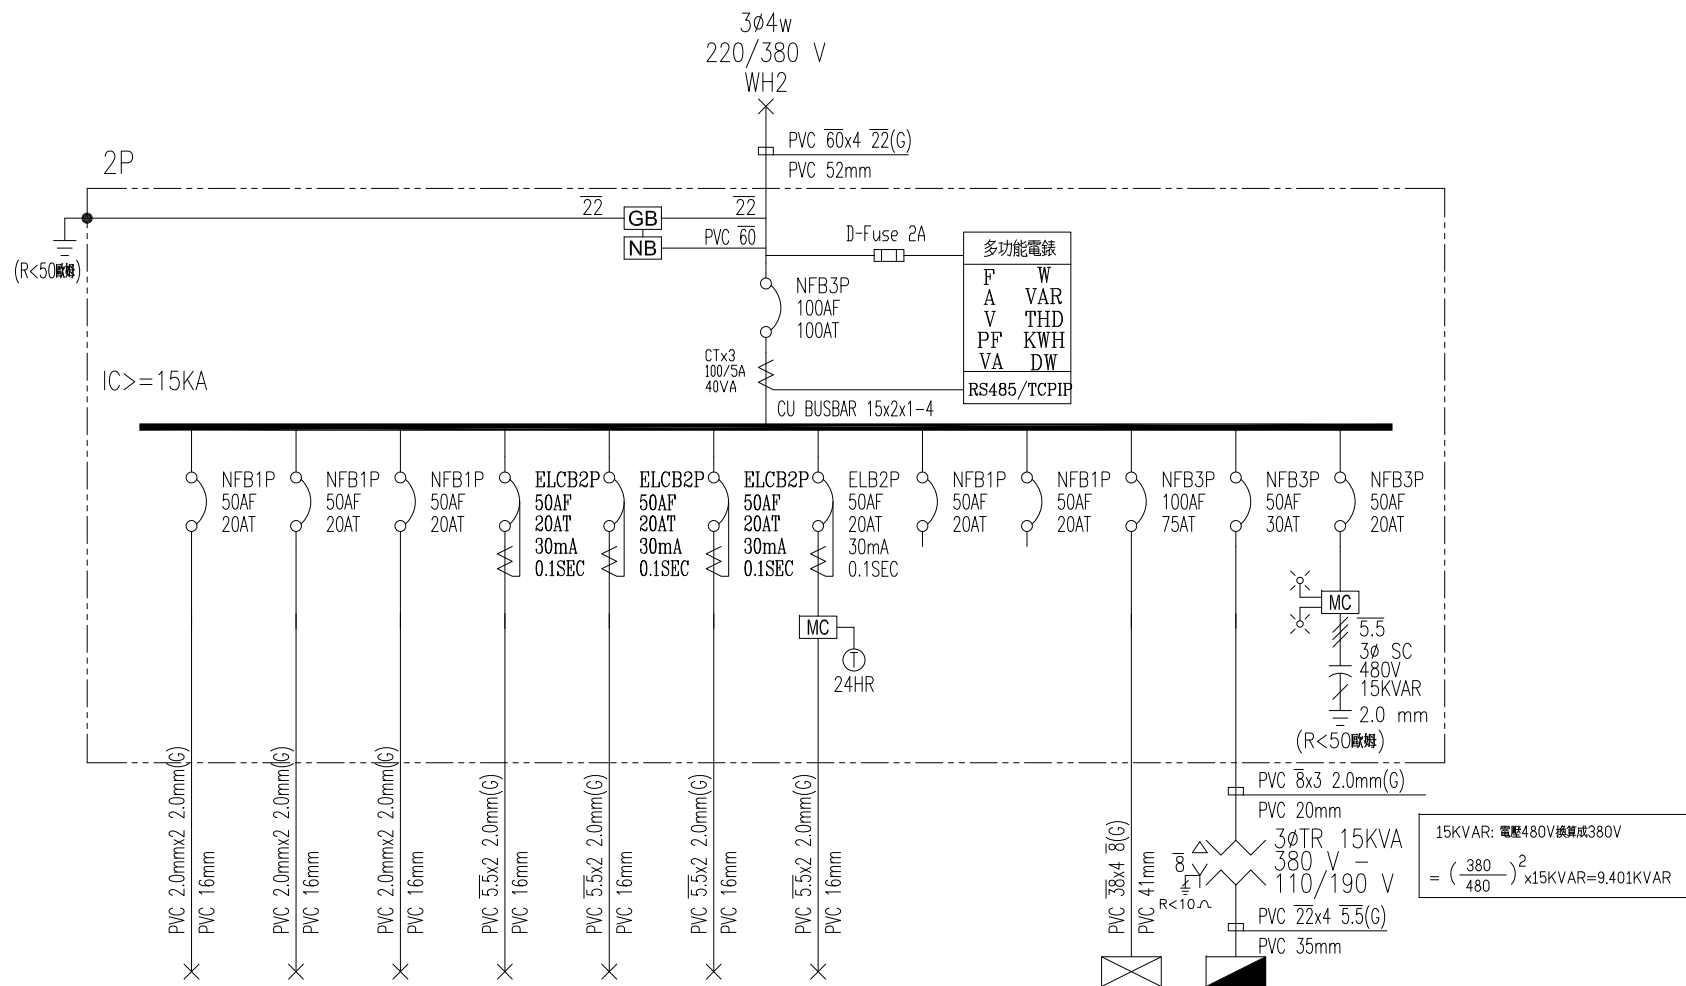 3ø4w
220/380 V
WH2
PVC 60x4 22(G)
PVC 52mm
2P
22
GB
22
NB
PVC 60
(R<50歐姆)
D-Fuse 2A
多功能電錶
F W
A VAR
V THD
PF KWH
VA DW
RS485/TCPIP
NFB3P
100AF
100AT
CTx3
100/5A
40VA
IC>=15KA
CU BUSBAR 15x2x1-4
NFB1P
50AF
20AT
NFB1P
50AF
20AT
NFB1P
50AF
20AT
ELCB2P
50AF
20AT
30mA
0.1SEC
ELCB2P
50AF
20AT
30mA
0.1SEC
ELCB2P
50AF
20AT
30mA
0.1SEC
ELB2P
50AF
20AT
30mA
0.1SEC
NFB1P
50AF
20AT
NFB1P
50AF
20AT
NFB3P
100AF
75AT
NFB3P
50AF
30AT
NFB3P
50AF
20AT
MC
T
24HR
MC
5.5
3ø SC
480V
15KVAR
2.0 mm
(R<50歐姆)
PVC 2.0mmx2 2.0mm(G)
PVC 16mm
PVC 2.0mmx2 2.0mm(G)
PVC 16mm
PVC 2.0mmx2 2.0mm(G)
PVC 16mm
PVC 5.5x2 2.0mm(G)
PVC 16mm
PVC 5.5x2 2.0mm(G)
PVC 16mm
PVC 5.5x2 2.0mm(G)
PVC 16mm
PVC 5.5x2 2.0mm(G)
PVC 16mm
PVC 38x4 8(G)
PVC 41mm
PVC 8x3 2.0mm(G)
PVC 20mm
3øTR 15KVA
380 V -
110/190 V
8
R<10Ω
PVC 22x4 5.5(G)
PVC 35mm
15KVAR: 電壓480V換算成380V
= (380/480)²x15KVAR=9.401KVAR